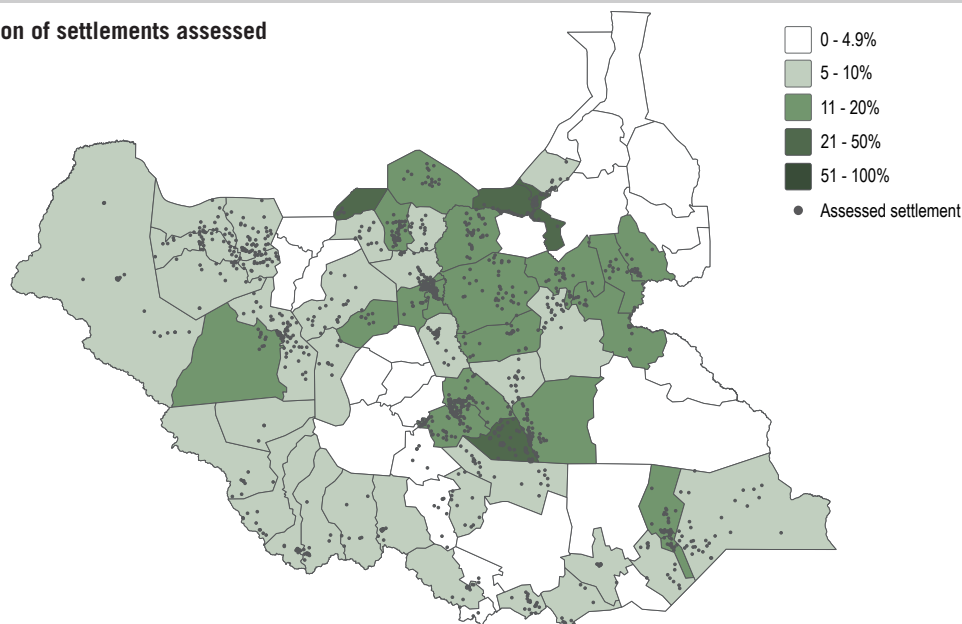 on of settlements assessed
0 - 4.9%
5 - 10%
11 - 20%
21 - 50%
51 - 100%
Assessed settlement